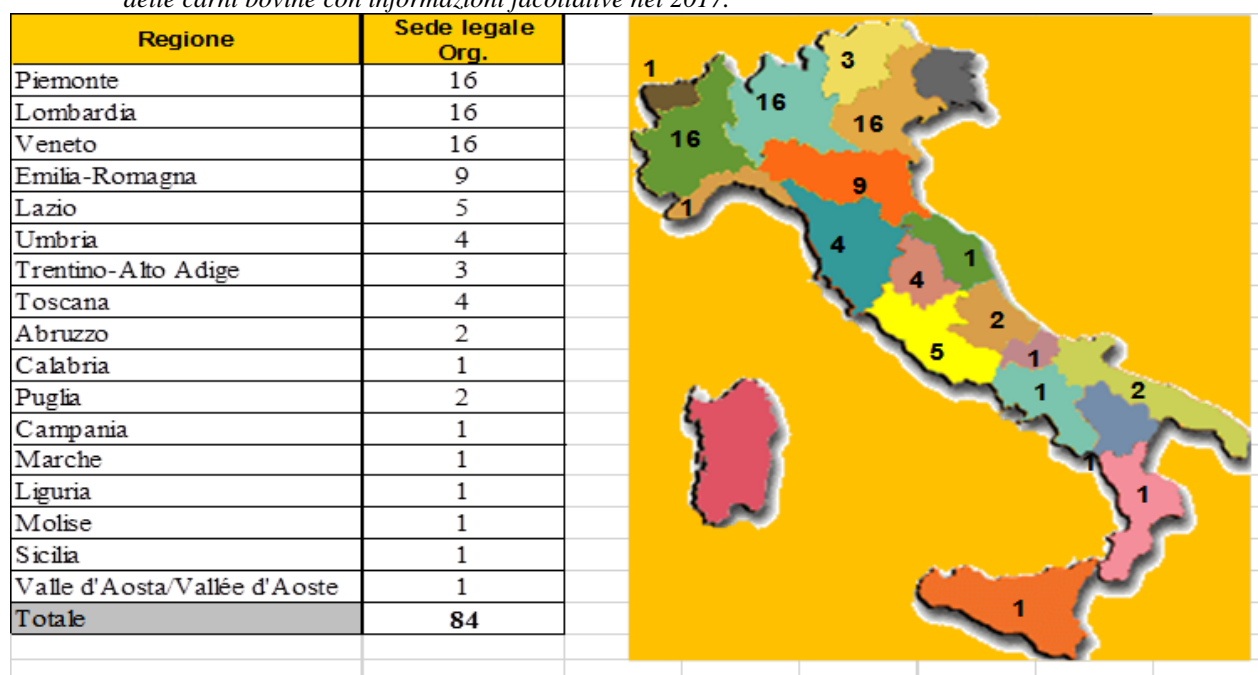 delle carni bovine con informazioni facoltative nel 2017.
Regione Sede legale
Org.
Piemonte 16
Lombardia 16
Veneto 16
Emilia-Romagna 9
Lazio 5
Umbria 4
Trentino-Alto Adige 3
Toscana 4
Abruzzo 2
Calabria 1
Puglia 2
Campania 1
Marche 1
Liguria 1
Molise 1
Sicilia 1
Valle d'Aosta/Vallée d'Aoste 1
Totale 84
3
1
16
16
16
9
1
4
1
4
2
5
1
1
2
1
1
1